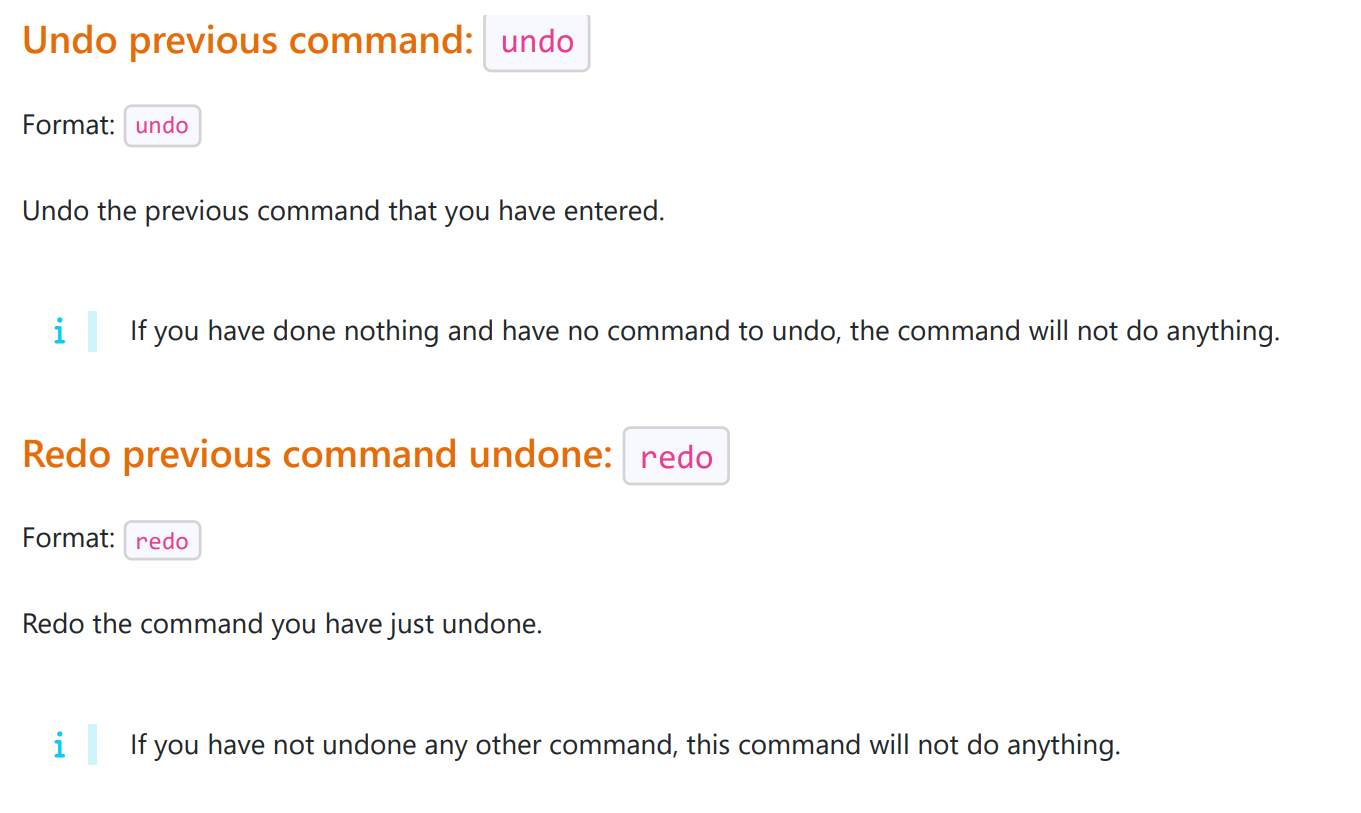 Undo previous command: undo
Format: undo
Undo the previous command that you have entered.
i If you have done nothing and have no command to undo, the command will not do anything.
Redo previous command undone: redo
Format: redo
Redo the command you have just undone.
i If you have not undone any other command, this command will not do anything.